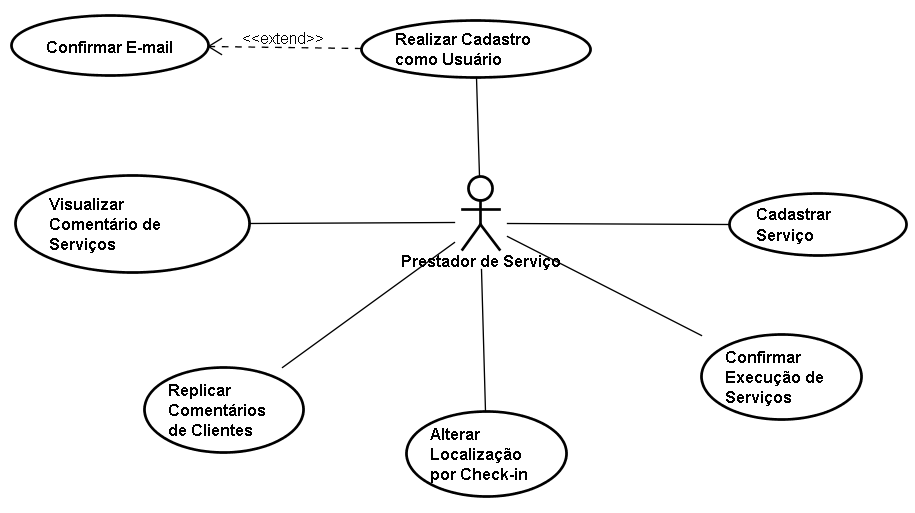 Confirmar E-mail
<<extend>>
Realizar Cadastro
como Usuário
Visualizar
Comentário de
Serviços
Prestador de Serviço
Cadastrar
Serviço
Replicar
Comentários
de Clientes
Alterar
Localização
por Check-in
Confirmar
Execução de
Serviços